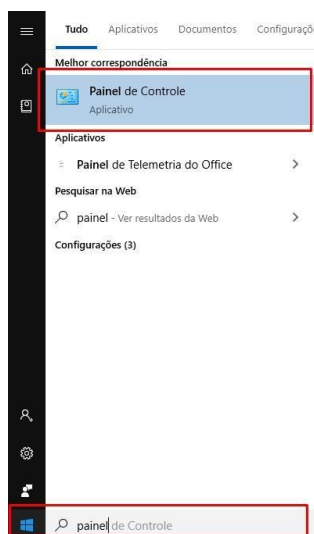 Tudo Aplicativos Documentos Configuraçõ
Melhor correspondência
Painel de Controle
Aplicativo
Aplicativos
Painel de Telemetria do Office
Pesquisar na Web
painel - Ver resultados da Web
Configurações (3)
painel de Controle